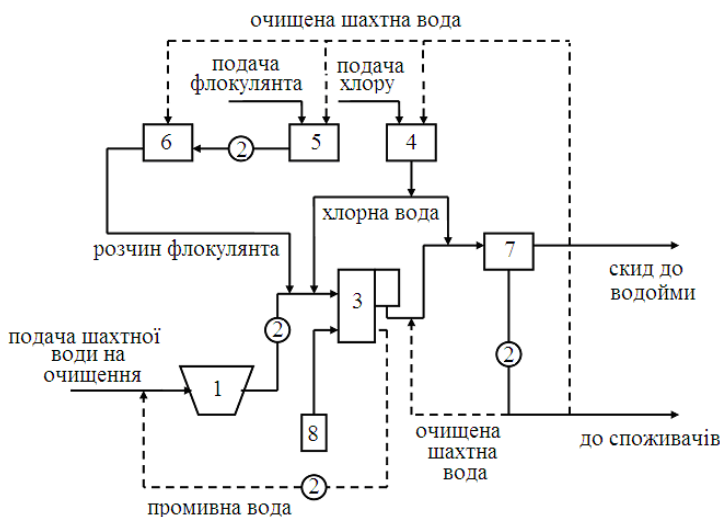 очищена шахтна вода
подача
флокулянта
подача
хлору
6
2
5
4
хлорна вода
розчин флокулянта
7
скид до
водойми
3
2
подача шахтної
води на
очищення
1
2
8
очищена
шахтна
вода
до споживачів
2
промивна вода